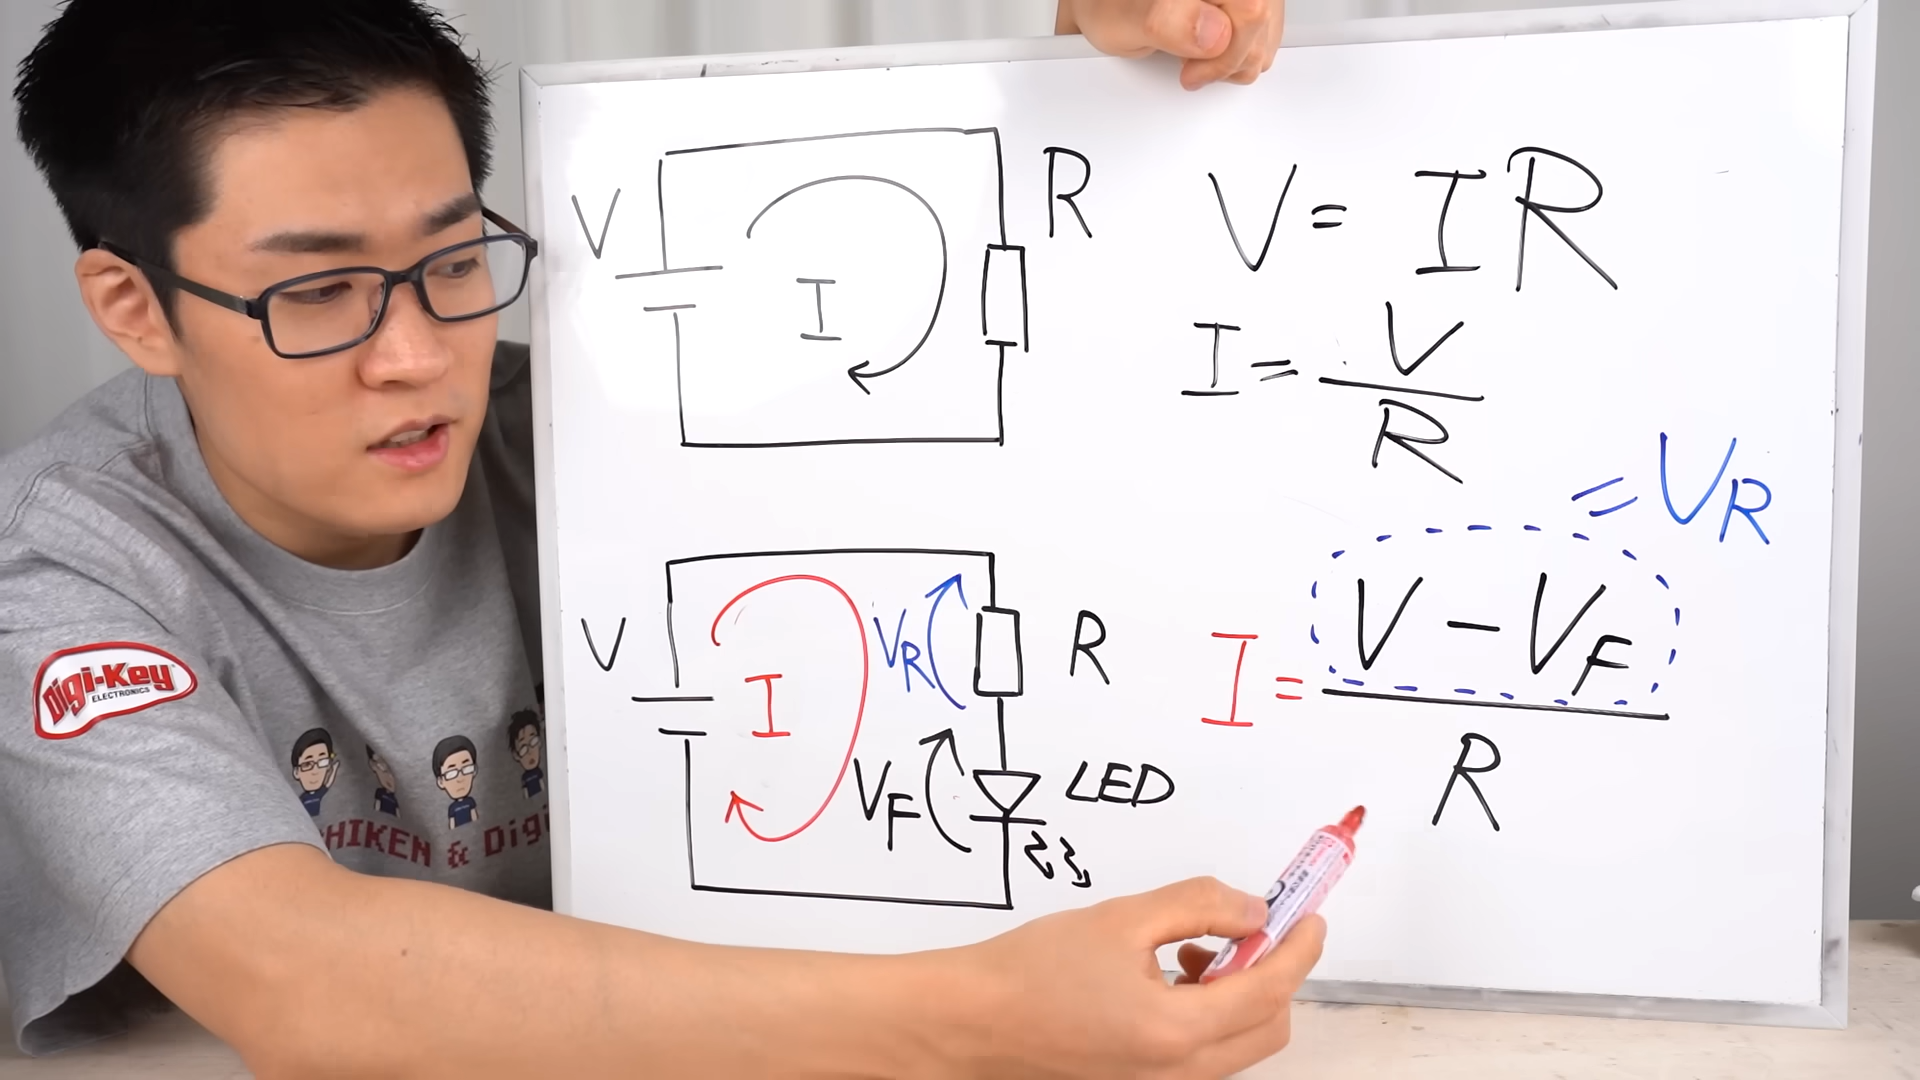 V
R
I
V = IR
I = V
R
= VR
V
VR
R
I
VF
LED
I = V - VF
R
Digi-Key
ELECTRONICS
HIKEN & Digi